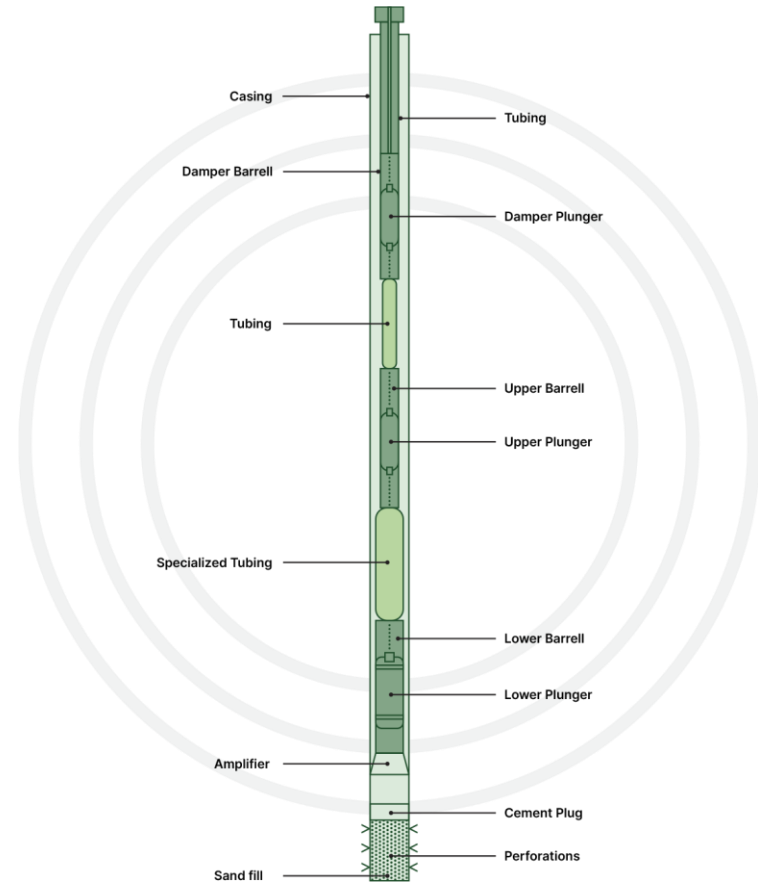 Casing
Tubing
Damper Barrell
Damper Plunger
Tubing
Upper Barrell
Upper Plunger
Specialized Tubing
Lower Barrell
Lower Plunger
Amplifier
Cement Plug
Perforations
Sand fill